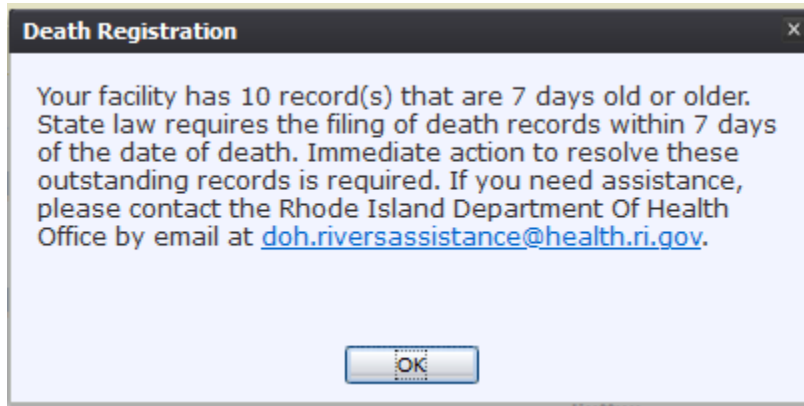 Death Registration
Your facility has 10 record(s) that are 7 days old or older.
State law requires the filing of death records within 7 days
of the date of death. Immediate action to resolve these
outstanding records is required. If you need assistance,
please contact the Rhode Island Department Of Health
Office by email at doh.riversassistance@health.ri.gov.
OK